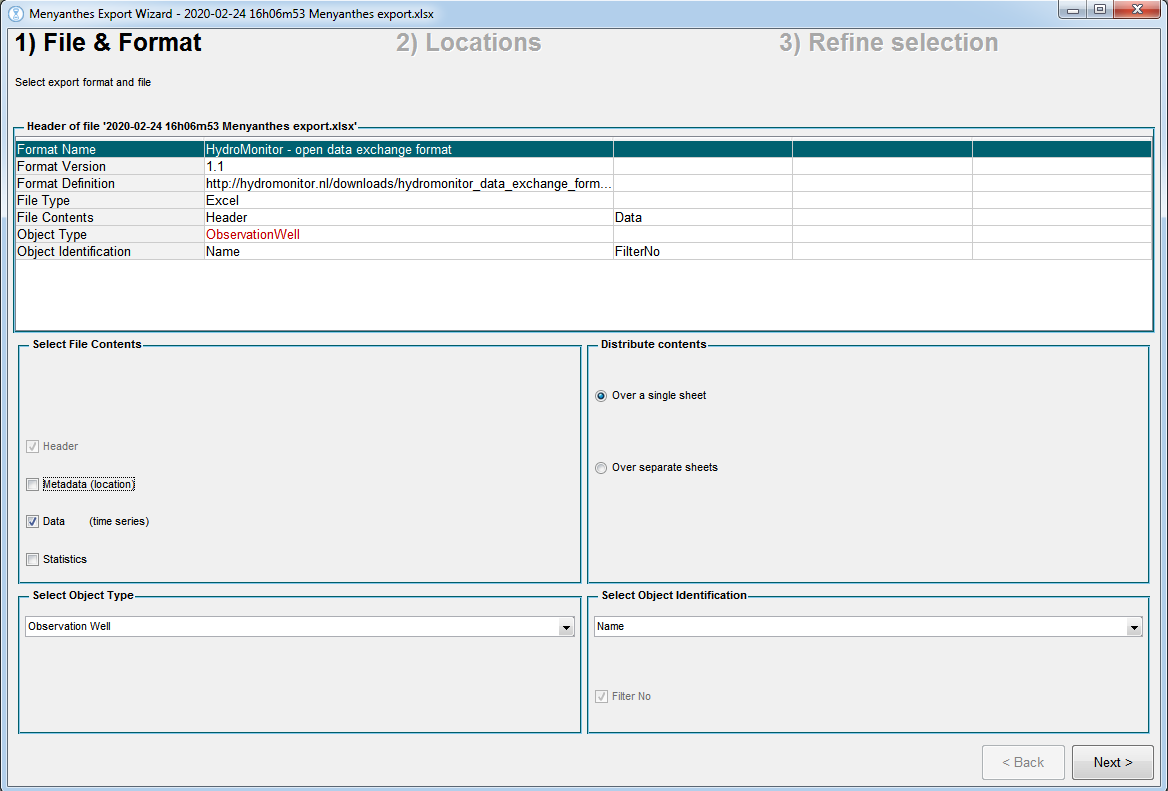 Menyanthes Export Wizard - 2020-02-24 16h06m53 Menyanthes export.xlsx
1) File & Format 2) Locations 3) Refine selection
Select export format and file
Header of file '2020-02-24 16h06m53 Menyanthes export.xlsx'
Format Name HydroMonitor - open data exchange format
Format Version 1.1
Format Definition http://hydromonitor.nl/downloads/hydromonitor_data_exchange_form...
File Type Excel
File Contents Header Data
Object Type ObservationWell
Object Identification Name FilterNo
Select File Contents
Header
Metadata (location)
Data (time series)
Statistics
Distribute contents
Over a single sheet
Over separate sheets
Select Object Type
Observation Well
Select Object Identification
Name
Filter No
< Back Next >